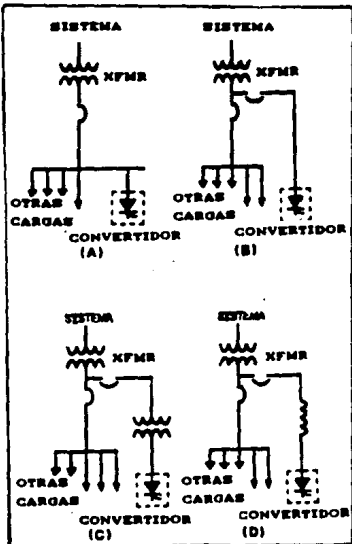 SISTEMA
XFMR
OTRAS
CARGAS
CONVERTIDOR
(A)
SISTEMA
XFMR
OTRAS
CARGAS
CONVERTIDOR
(B)
SISTEMA
XFMR
OTRAS
CARGAS
CONVERTIDOR
(C)
SISTEMA
XFMR
OTRAS
CARGAS
CONVERTIDOR
(D)